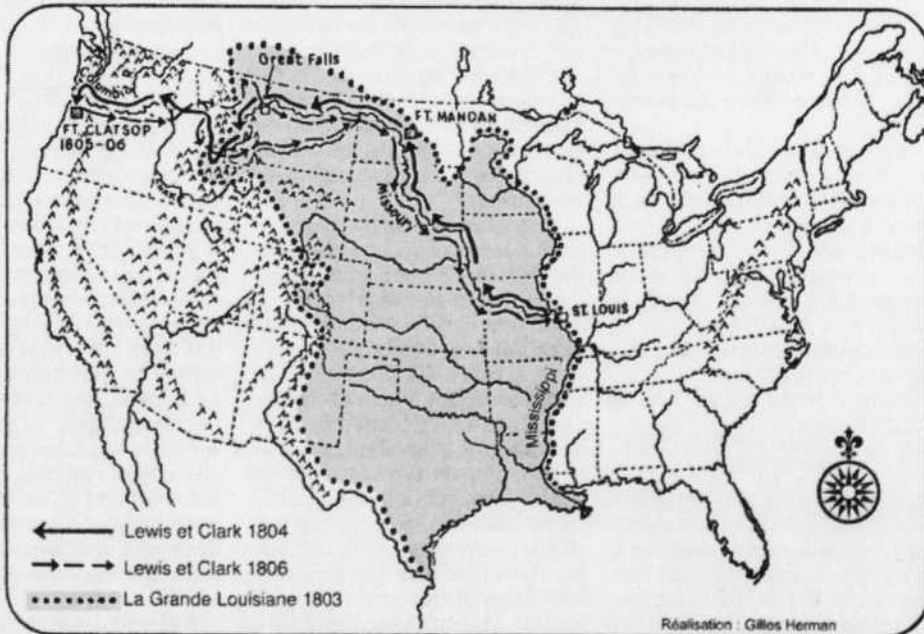 Great Falls
Columbia
FT. MANDAN
FT. CLATSOP
1805-06
Missouri
ST. LOUIS
Mississippi
Lewis et Clark 1804
Lewis et Clark 1806
La Grande Louisiane 1803
Réalisation : Gilles Herman